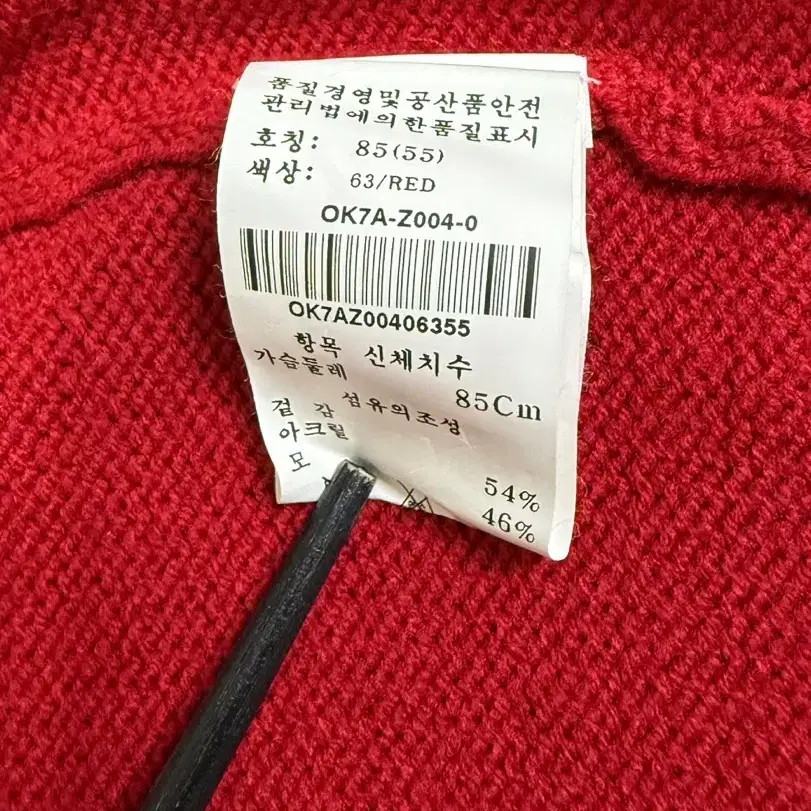 품질경영및공산품안전
관리법에의한품질표시
호칭: 85(55)
색상: 63/RED
OK7A-Z004-0
OK7AZ00406355
항목 신체치수
가슴둘레 85Cm
섬유의조성
겉감
아크릴 54%
모 46%